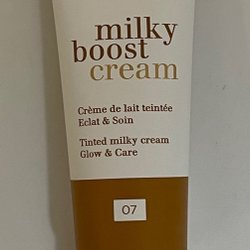 milky
boost
cream
Crème de lait teintée
Eclat & Soin
Tinted milky cream
Glow & Care
07